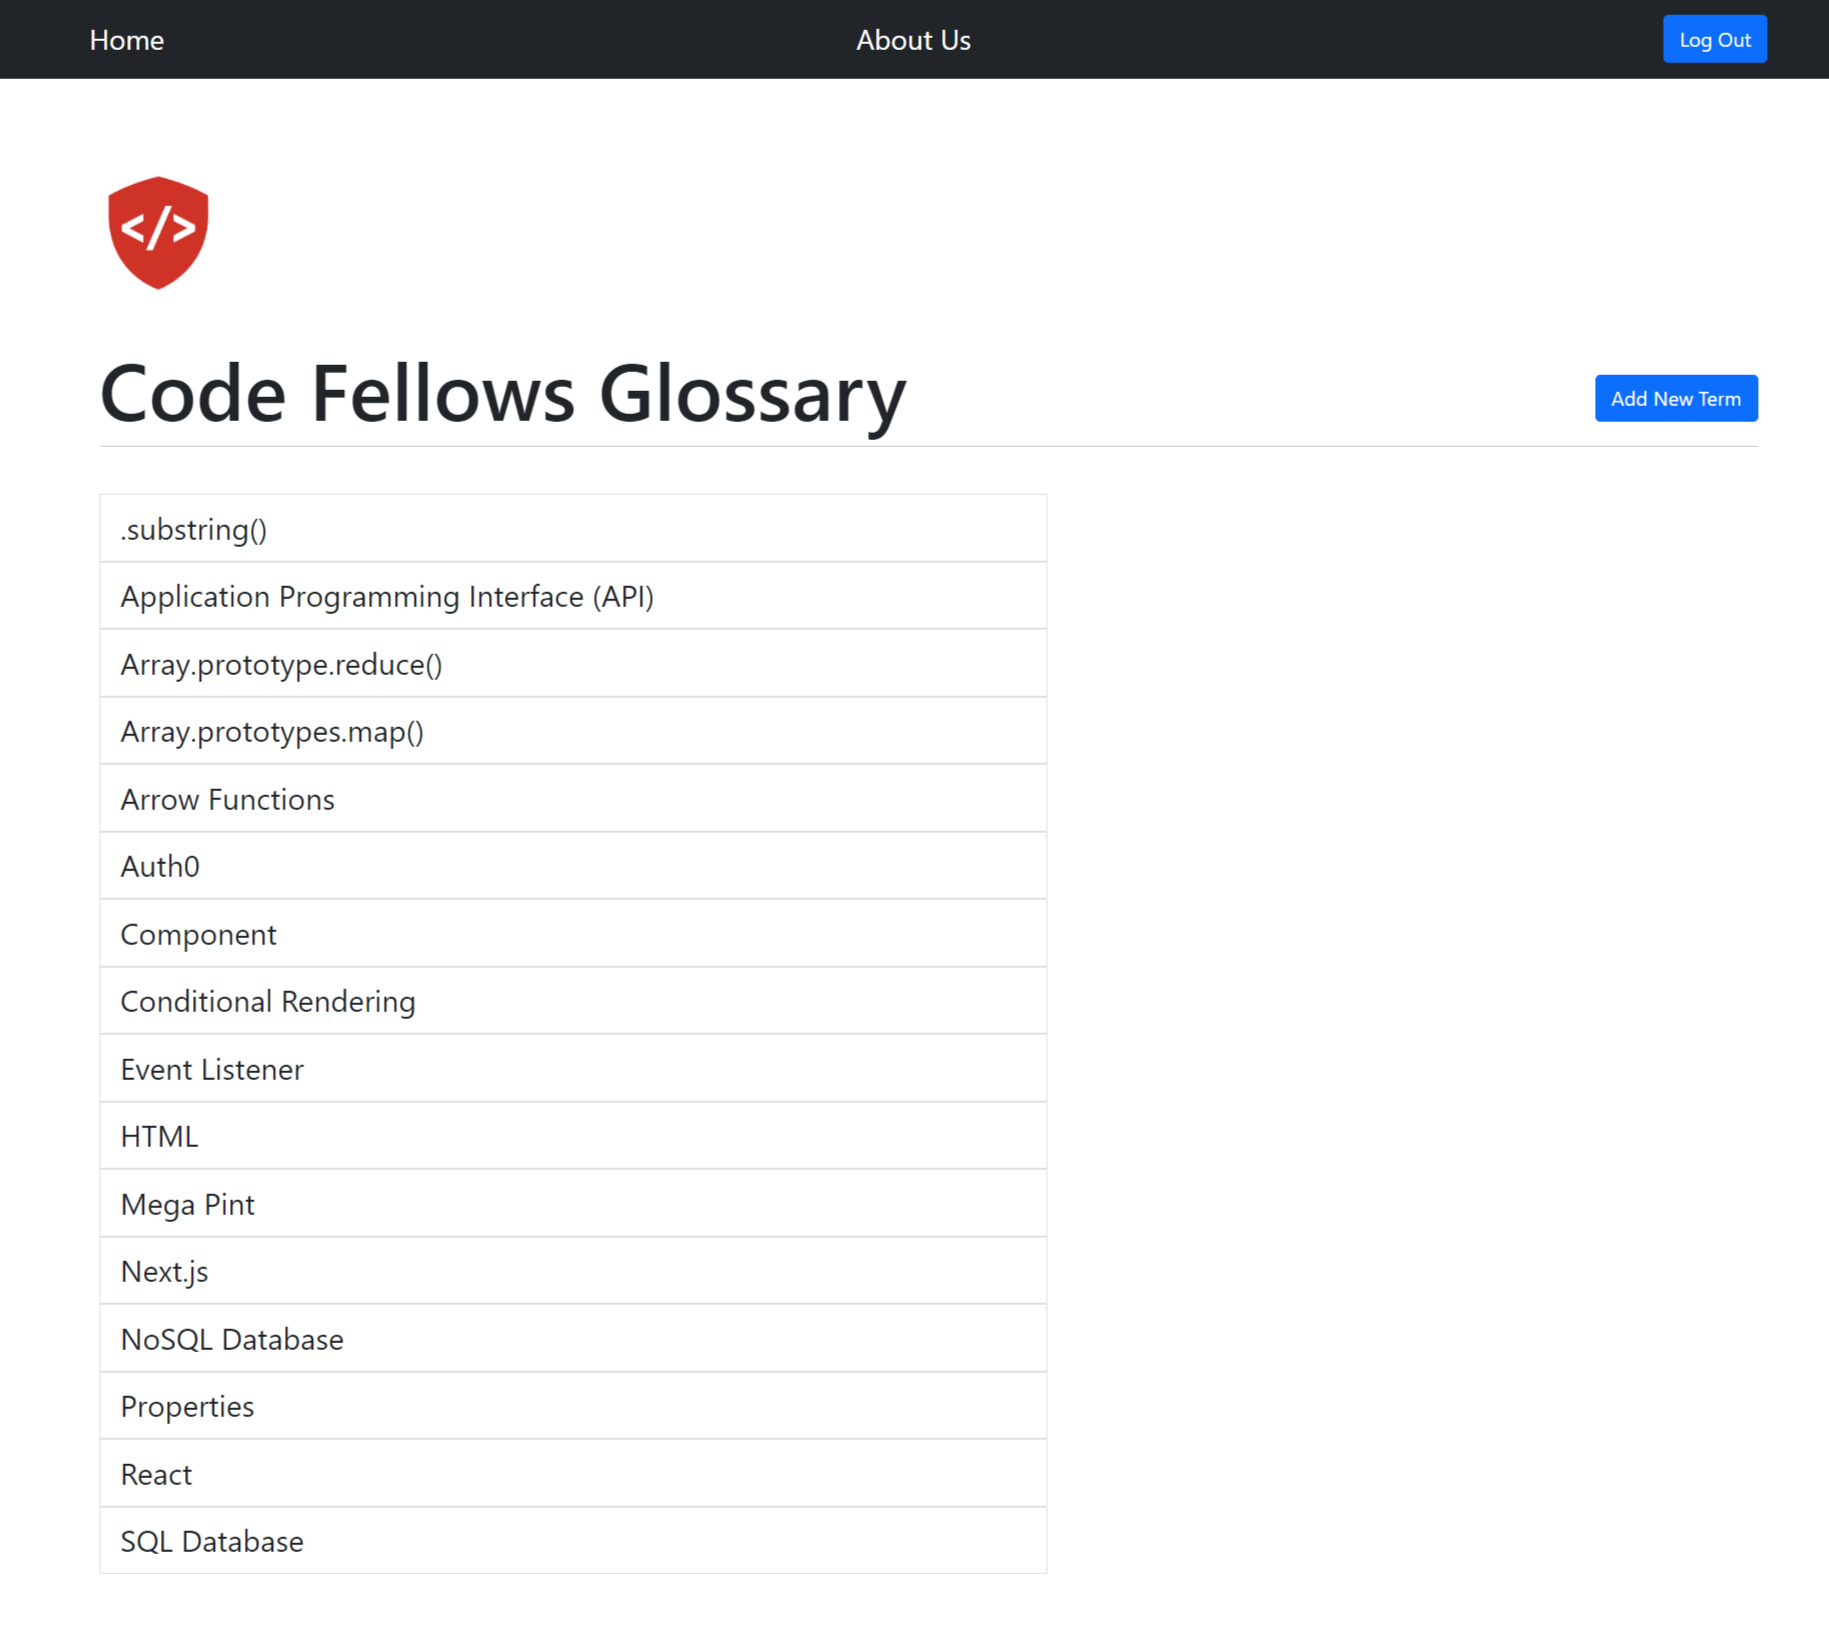 Home
About Us
Log Out
</>
Code Fellows Glossary
Add New Term
.substring()
Application Programming Interface (API)
Array.prototype.reduce()
Array.prototypes.map()
Arrow Functions
Auth0
Component
Conditional Rendering
Event Listener
HTML
Mega Pint
Next.js
NoSQL Database
Properties
React
SQL Database